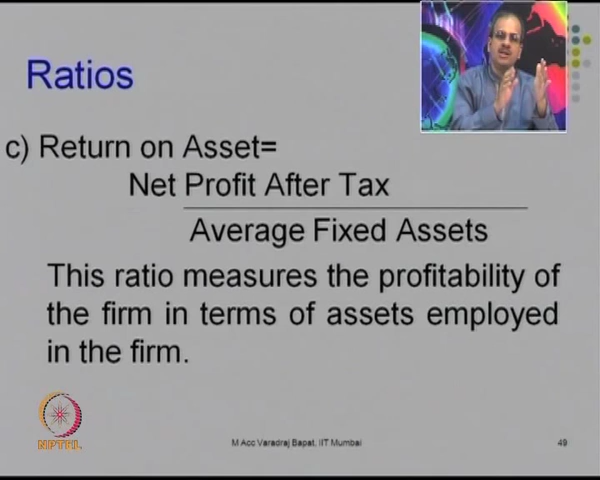 Ratios
c) Return on Asset=
Net Profit After Tax
Average Fixed Assets
This ratio measures the profitability of
the firm in terms of assets employed
in the firm.
NPTEL
M Acc Varadraj Bapat, IIT Mumbai
49